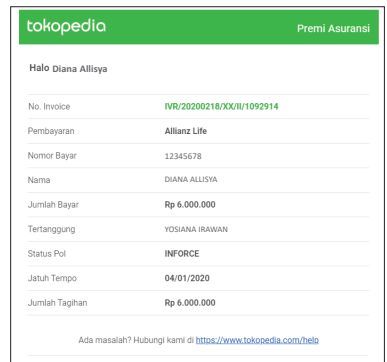 tokopedia Premi Asuransi
Halo Diana Allisya
No. Invoice IVR/20200218/XX/II/1092914
Pembayaran Allianz Life
Nomor Bayar 12345678
Nama DIANA ALLISYA
Jumlah Bayar Rp 6.000.000
Tertanggung YOSIANA IRAWAN
Status Pol INFORCE
Jatuh Tempo 04/01/2020
Jumlah Tagihan Rp 6.000.000
Ada masalah? Hubungi kami di https://www.tokopedia.com/help